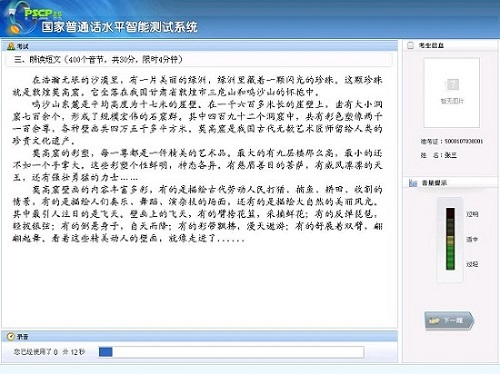 PSCP
国家普通话水平智能测试系统
考试
三、朗读短文（400个音节，共30分，限时4分钟）
在浩瀚无垠的沙漠里，有一片美丽的绿洲，绿洲里藏着一颗闪光的珍珠。这颗珍珠
就是敦煌莫高窟。它坐落在我国甘肃省敦煌市三危山和鸣沙山的怀抱中。
鸣沙山东麓是平均高度为十七米的崖壁。在一千六百多米长的崖壁上，凿有大小洞
窟七百余个，形成了规模宏伟的石窟群。其中四百九十二个洞窟中，共有彩色塑像两千
一百余尊，各种壁画共四万五千多平方米。莫高窟是我国古代无数艺术匠师留给人类的
珍贵文化遗产。
莫高窟的彩塑，每一尊都是一件精美的艺术品。最大的有九层楼那么高，最小的还
不如一个手掌大。这些彩塑个性鲜明，神态各异。有慈眉善目的菩萨，有威风凛凛的天
王，还有强壮勇猛的力士......
莫高窟壁画的内容丰富多彩，有的是描绘古代劳动人民打猎、捕鱼、耕田、收割的
情景，有的是描绘人们奏乐、舞蹈、演杂技的场面，还有的是描绘大自然的美丽风光。
其中最引人注目的是飞天。壁画上的飞天，有的臂挎花篮，采摘鲜花；有的反弹琵琶，
轻拨银弦；有的倒悬身子，自天而降；有的彩带飘拂，漫天遨游；有的舒展着双臂，翩
翩起舞。看着这些精美动人的壁画，就像走进了......
录音
您已经使用了 0 分 12 秒
考生信息
暂无图片
姓 名：张三
音量提示
过响
适中
过轻
下一题